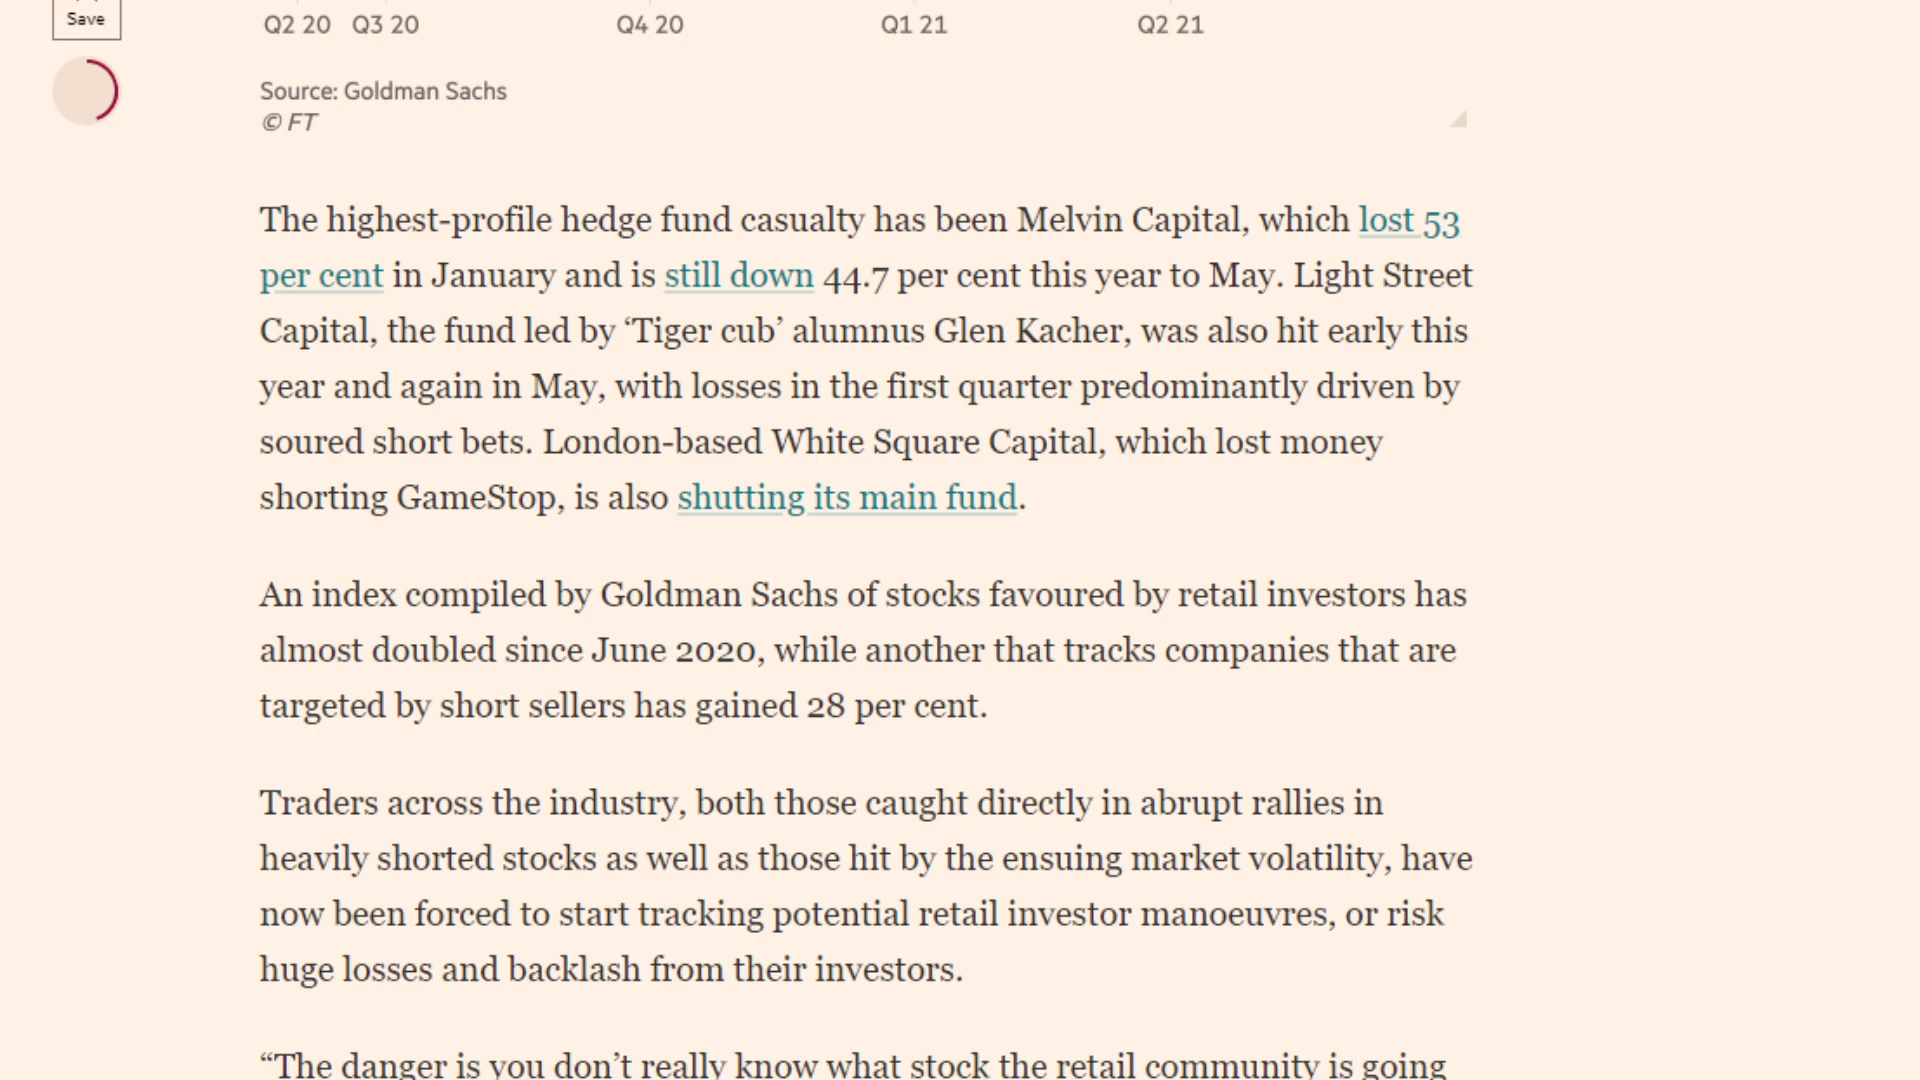 Save
Q2 20 Q3 20 Q4 20 Q1 21 Q2 21
Source: Goldman Sachs
© FT
The highest-profile hedge fund casualty has been Melvin Capital, which lost 53
per cent in January and is still down 44.7 per cent this year to May. Light Street
Capital, the fund led by ‘Tiger cub’ alumnus Glen Kacher, was also hit early this
year and again in May, with losses in the first quarter predominantly driven by
soured short bets. London-based White Square Capital, which lost money
shorting GameStop, is also shutting its main fund.
An index compiled by Goldman Sachs of stocks favoured by retail investors has
almost doubled since June 2020, while another that tracks companies that are
targeted by short sellers has gained 28 per cent.
Traders across the industry, both those caught directly in abrupt rallies in
heavily shorted stocks as well as those hit by the ensuing market volatility, have
now been forced to start tracking potential retail investor manoeuvres, or risk
huge losses and backlash from their investors.
“The danger is you don’t really know what stock the retail community is going